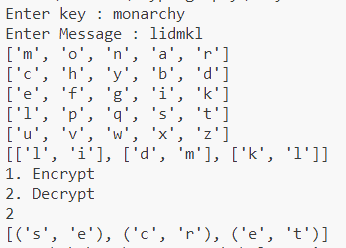 Enter key : monarchy
Enter Message : lidmkl
['m', 'o', 'n', 'a', 'r']
['c', 'h', 'y', 'b', 'd']
['e', 'f', 'g', 'i', 'k']
['l', 'p', 'q', 's', 't']
['u', 'v', 'w', 'x', 'z']
[['l', 'i'], ['d', 'm'], ['k', 'l']]
1. Encrypt
2. Decrypt
2
[('s', 'e'), ('c', 'r'), ('e', 't')]